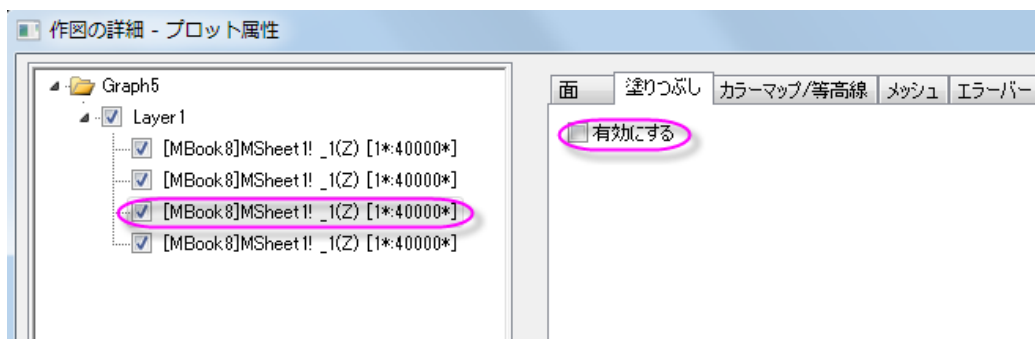 作図の詳細 - プロット属性
Graph5
Layer1
[MBook8]MSheet1! _1(Z) [1*:40000*]
[MBook8]MSheet1! _1(Z) [1*:40000*]
[MBook8]MSheet1! _1(Z) [1*:40000*]
[MBook8]MSheet1! _1(Z) [1*:40000*]
面 塗りつぶし カラーマップ/等高線 メッシュ エラーバー
有効にする